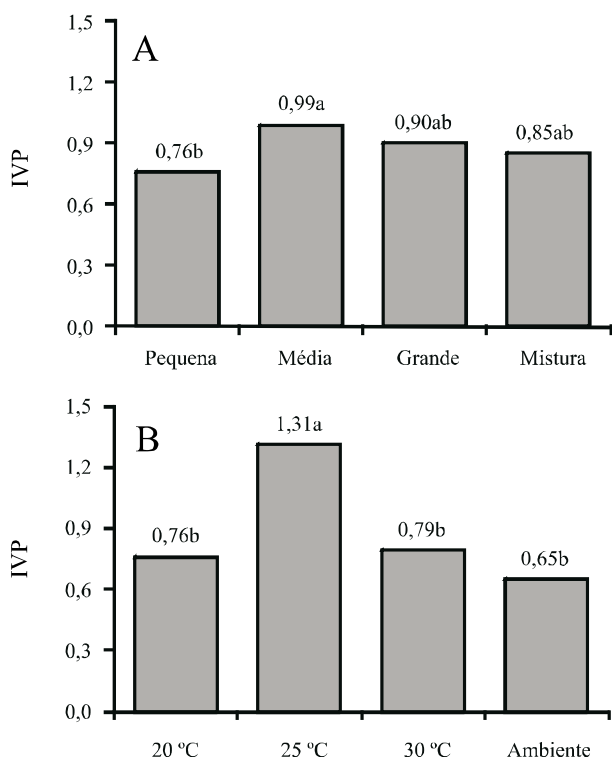 1,5
A
1,2
0,99a
0,90ab
0,85ab
0,9
0,76b
IVP
0,6
0,3
0,0
Pequena Média Grande Mistura
1,5
1,31a
B
1,2
0,9
0,76b
0,79b
0,65b
IVP
0,6
0,3
0,0
20 ºC 25 ºC 30 ºC Ambiente